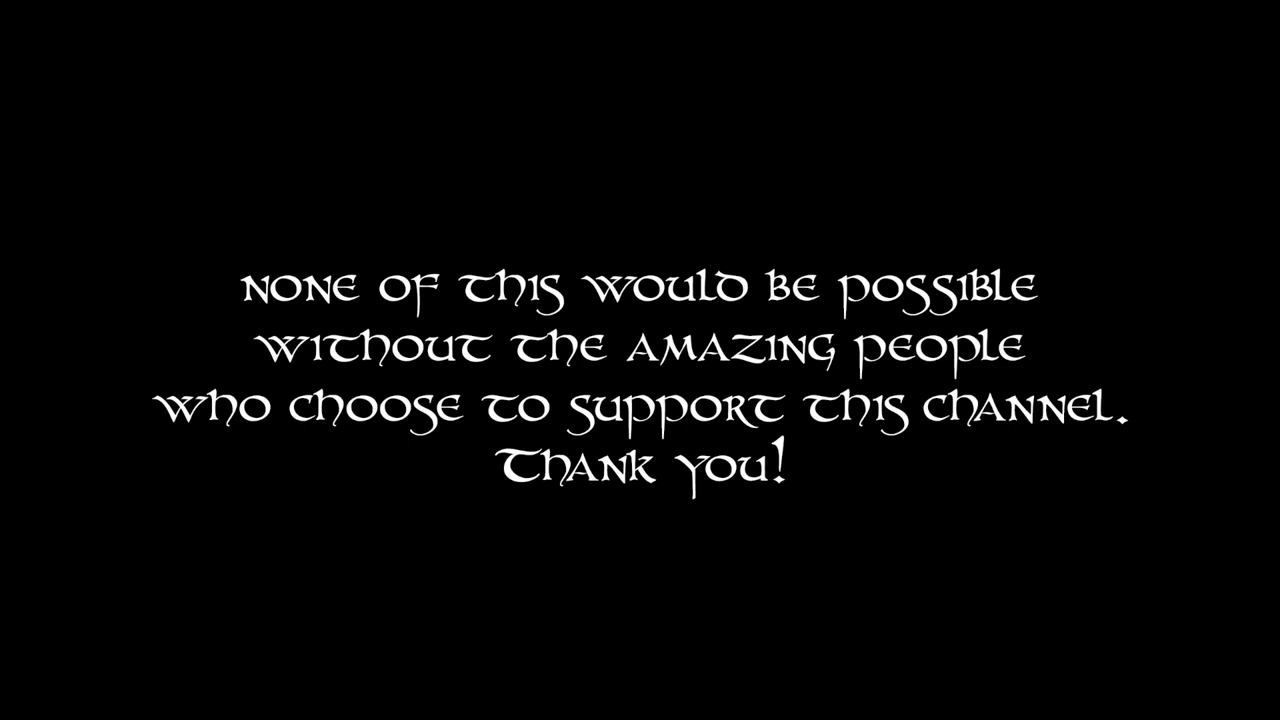 None of this would be possible
without the amazing people
who choose to support this channel.
Thank you!